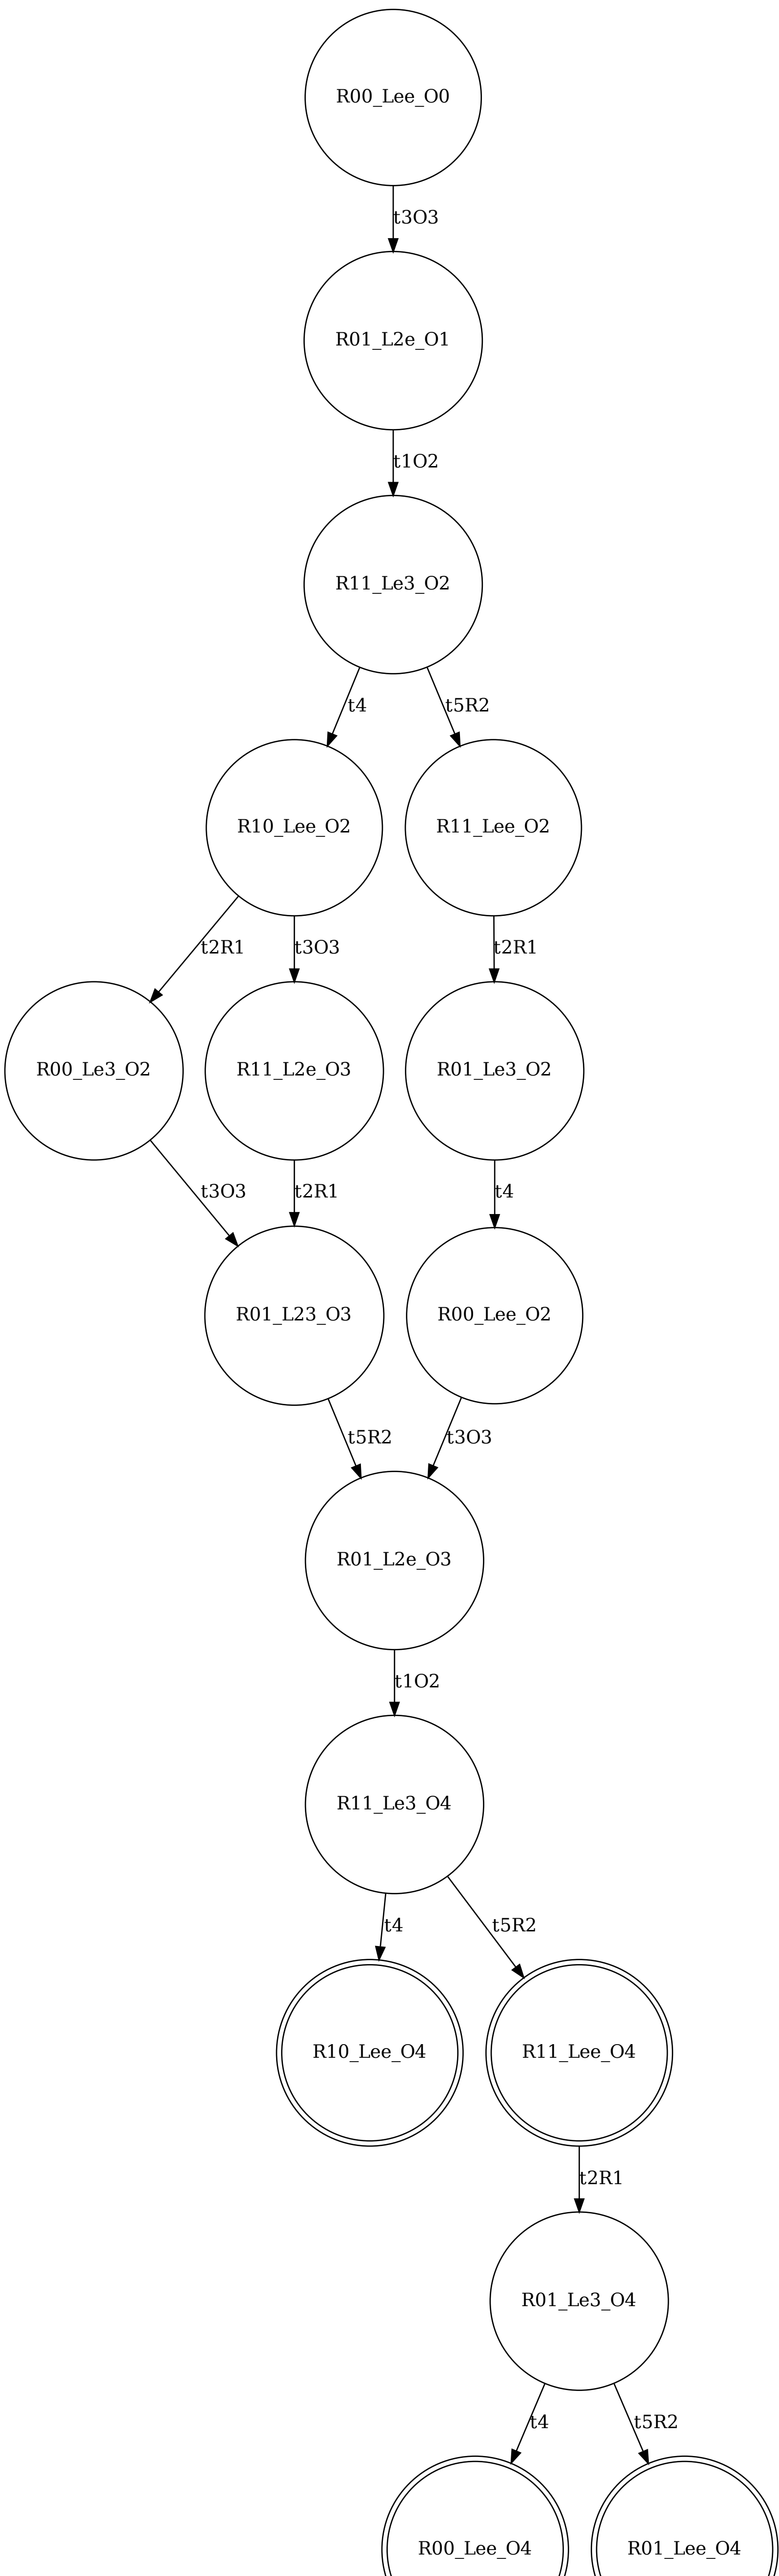 R00_Lee_O0
t3O3
R01_L2e_O1
t1O2
R11_Le3_O2
t4
t5R2
R10_Lee_O2
R11_Lee_O2
t2R1
t3O3
t2R1
R00_Le3_O2
R11_L2e_O3
R01_Le3_O2
t3O3
t2R1
t4
R01_L23_O3
R00_Lee_O2
t5R2
t3O3
R01_L2e_O3
t1O2
R11_Le3_O4
t4
t5R2
R10_Lee_O4
R11_Lee_O4
t2R1
R01_Le3_O4
t4
t5R2
R00_Lee_O4
R01_Lee_O4